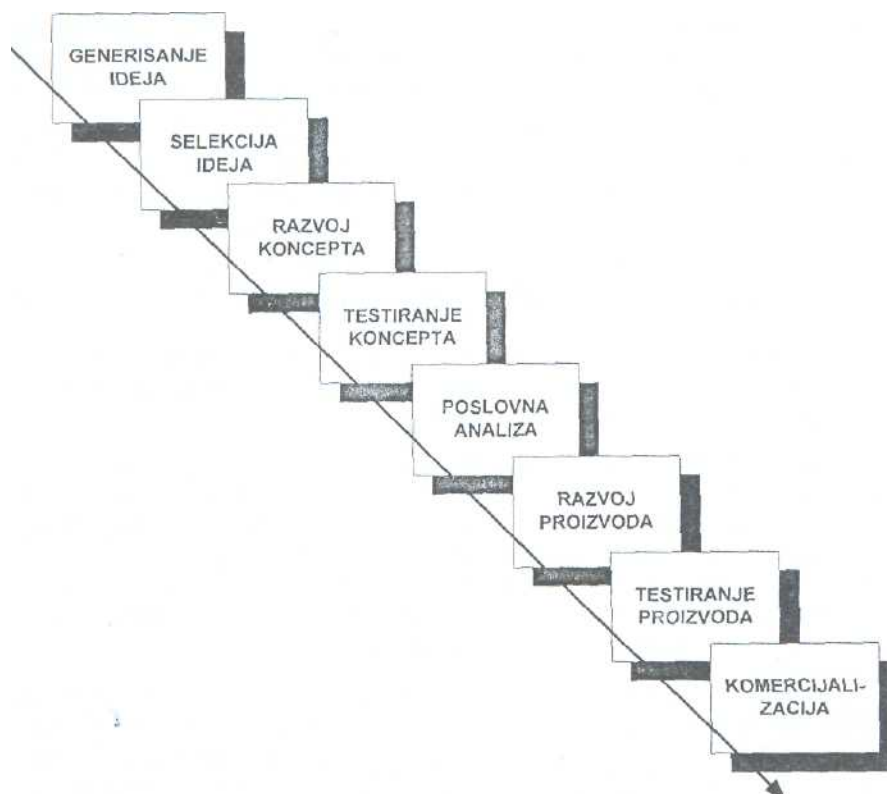 GENERISANJE
IDEJA
SELEKCIJA
IDEJA
RAZVOJ
KONCEPTA
TESTIRANJE
KONCEPTA
POSLOVNA
ANALIZA
RAZVOJ
PROIZVODA
TESTIRANJE
PROIZVODA
KOMERCIJALI-
ZACIJA